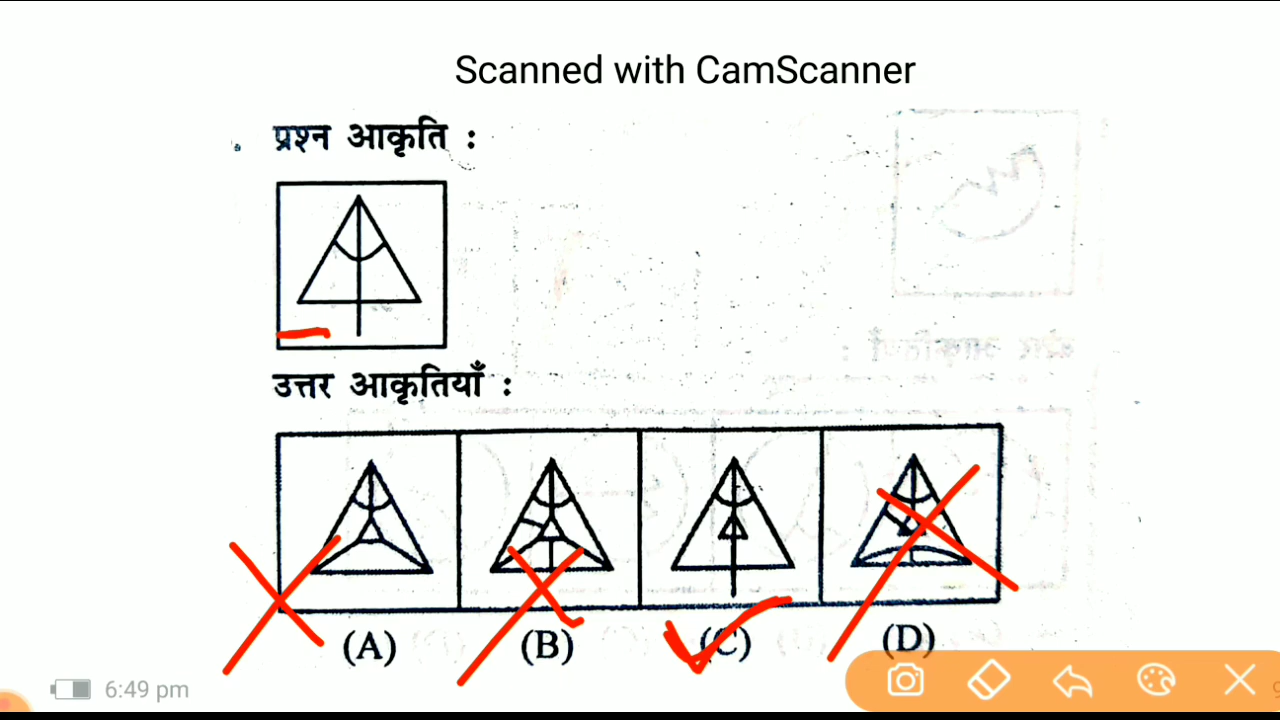 Scanned with CamScanner
प्रश्न आकृति :
उत्तर आकृतियाँ :
(A) (B) (C) (D)
6:49 pm